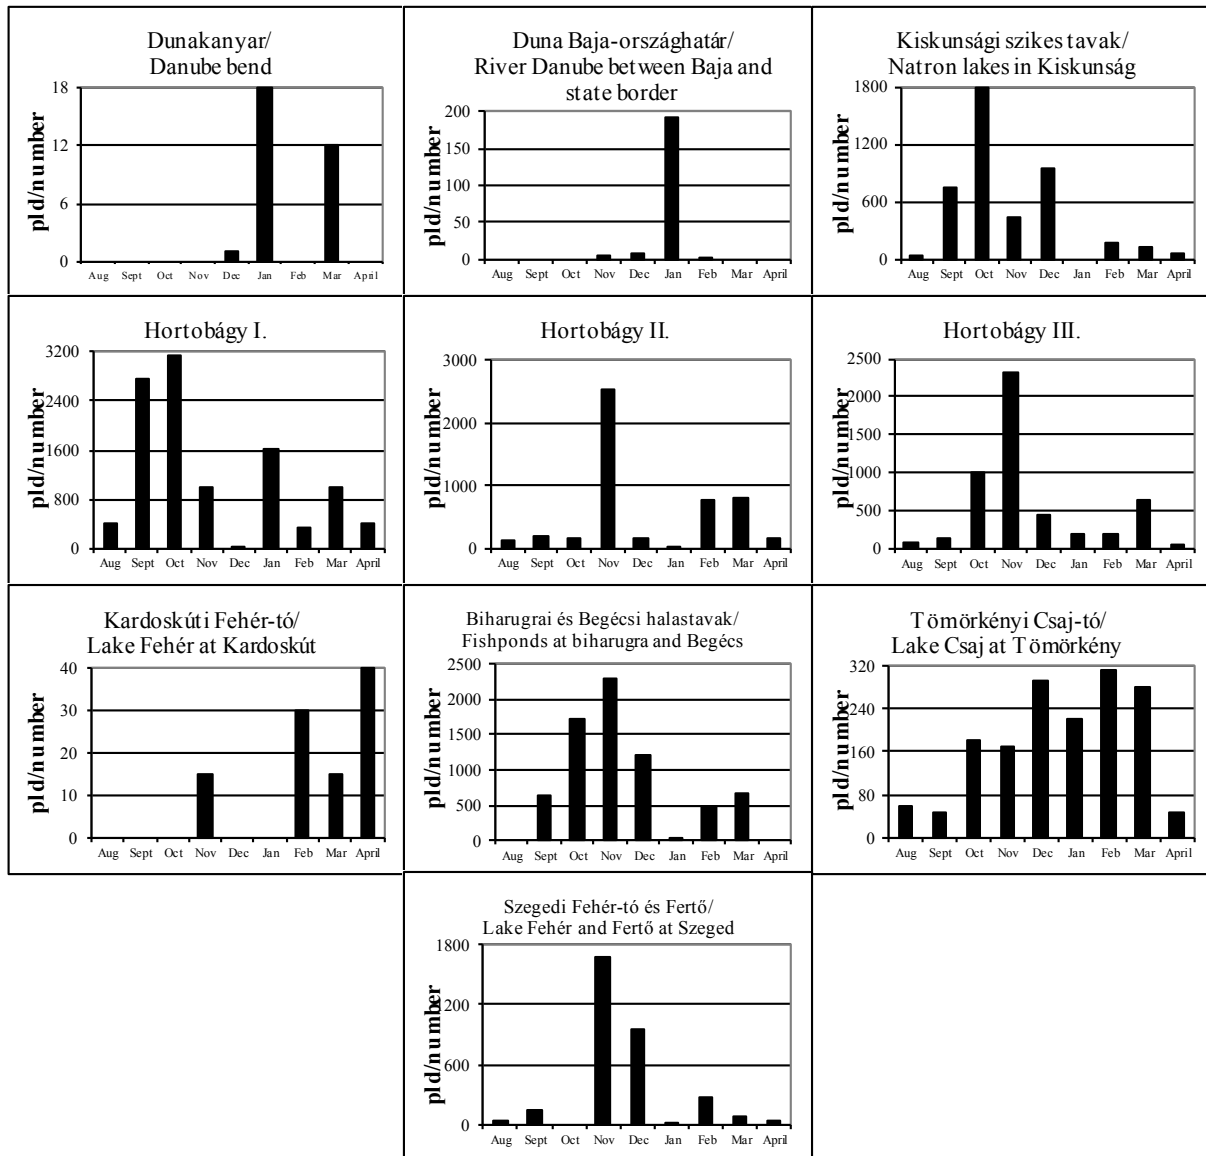 Dunakanyar/
Danube bend
pld/number
18
12
6
0
Aug Sept Oct Nov Dec Jan Feb Mar April
Duna Baja-országhatár/
River Danube between Baja and
state border
pld/number
200
150
100
50
0
Aug Sept Oct Nov Dec Jan Feb Mar April
Kiskunsági szikes tavak/
Natron lakes in Kiskunság
pld/number
1800
1200
600
0
Aug Sept Oct Nov Dec Jan Feb Mar April
Hortobágy I.
pld/number
3200
2400
1600
800
0
Aug Sept Oct Nov Dec Jan Feb Mar April
Hortobágy II.
pld/number
3000
2000
1000
0
Aug Sept Oct Nov Dec Jan Feb Mar April
Hortobágy III.
pld/number
2500
2000
1500
1000
500
0
Aug Sept Oct Nov Dec Jan Feb Mar April
Kardoskúti Fehér-tó/
Lake Fehér at Kardoskút
pld/number
40
30
20
10
0
Aug Sept Oct Nov Dec Jan Feb Mar April
Biharugrai és Begécsi halastavak/
Fishponds at biharugra and Begécs
pld/number
2500
2000
1500
1000
500
0
Aug Sept Oct Nov Dec Jan Feb Mar April
Tömörkényi Csaj-tó/
Lake Csaj at Tömörkény
pld/number
320
240
160
80
0
Aug Sept Oct Nov Dec Jan Feb Mar April
Szegedi Fehér-tó és Fertő/
Lake Fehér and Fertő at Szeged
pld/number
1800
1200
600
0
Aug Sept Oct Nov Dec Jan Feb Mar April